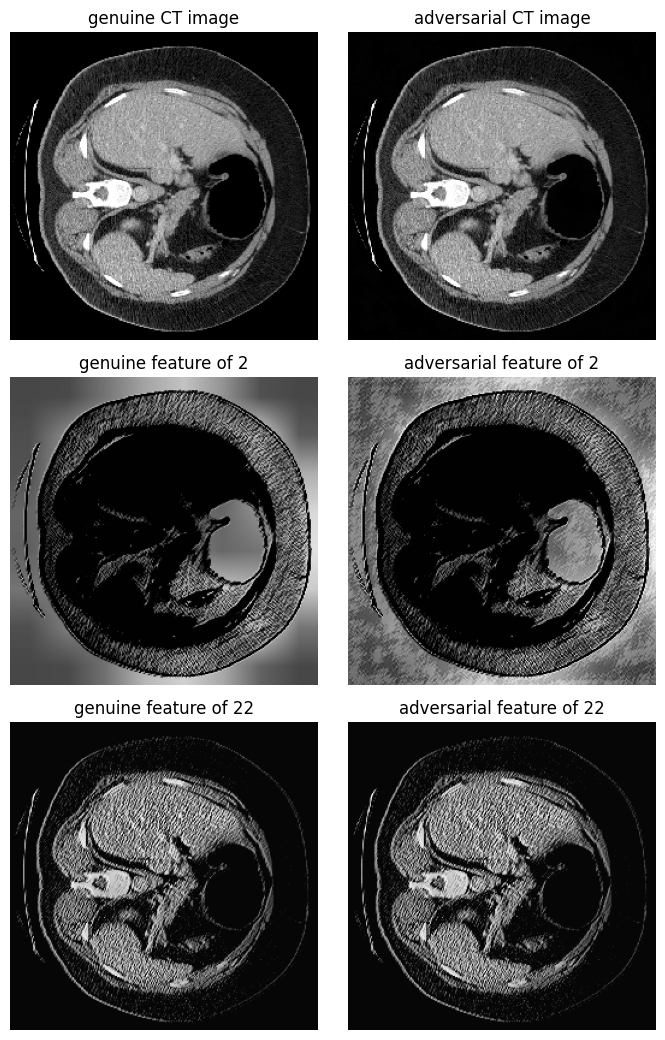 genuine CT image
adversarial CT image
genuine feature of 2
adversarial feature of 2
genuine feature of 22
adversarial feature of 22